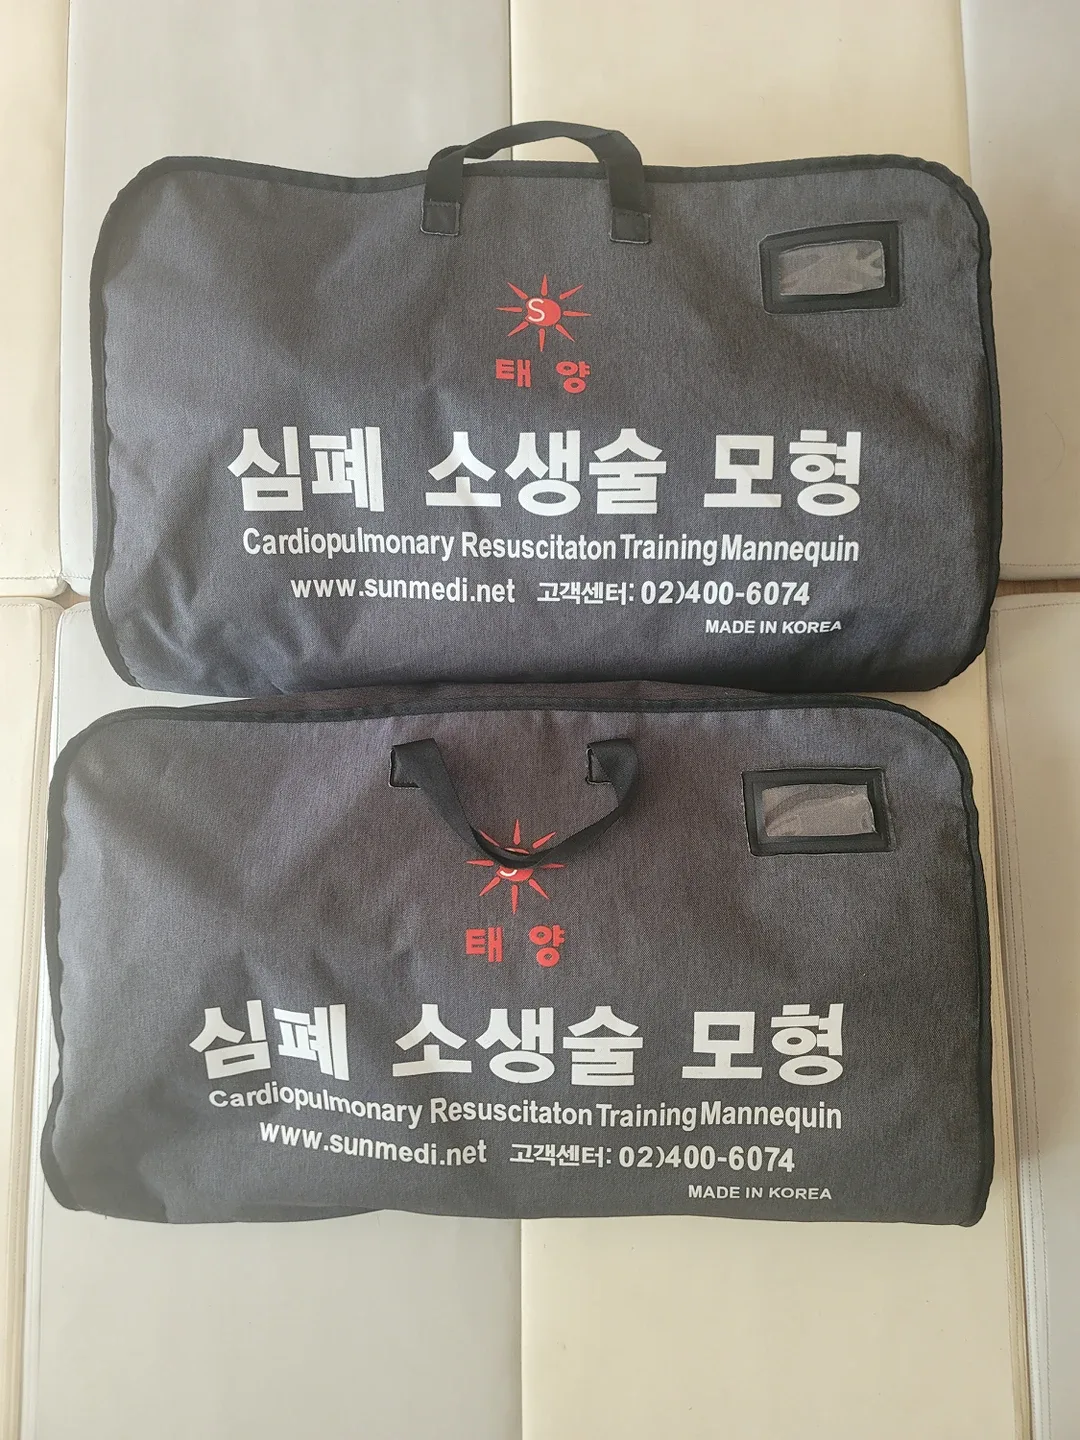 S
태양
심폐 소생술 모형
Cardiopulmonary Resuscitaton Training Mannequin
www.sunmedi.net 고객센터: 02)400-6074
MADE IN KOREA
S
태양
심폐 소생술 모형
Cardiopulmonary Resuscitaton Training Mannequin
www.sunmedi.net 고객센터: 02)400-6074
MADE IN KOREA